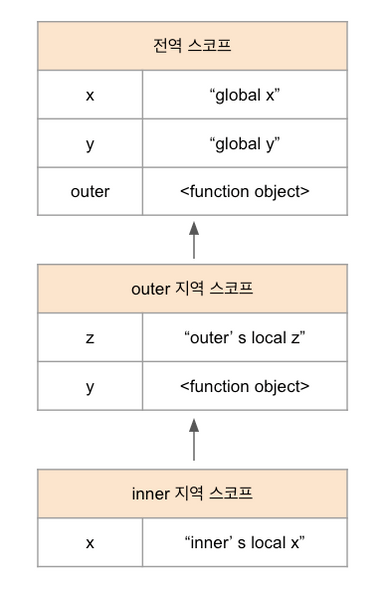 전역 스코프
x “global x”
y “global y”
outer <function object>
outer 지역 스코프
z “outer’ s local z”
y <function object>
inner 지역 스코프
x “inner’ s local x”